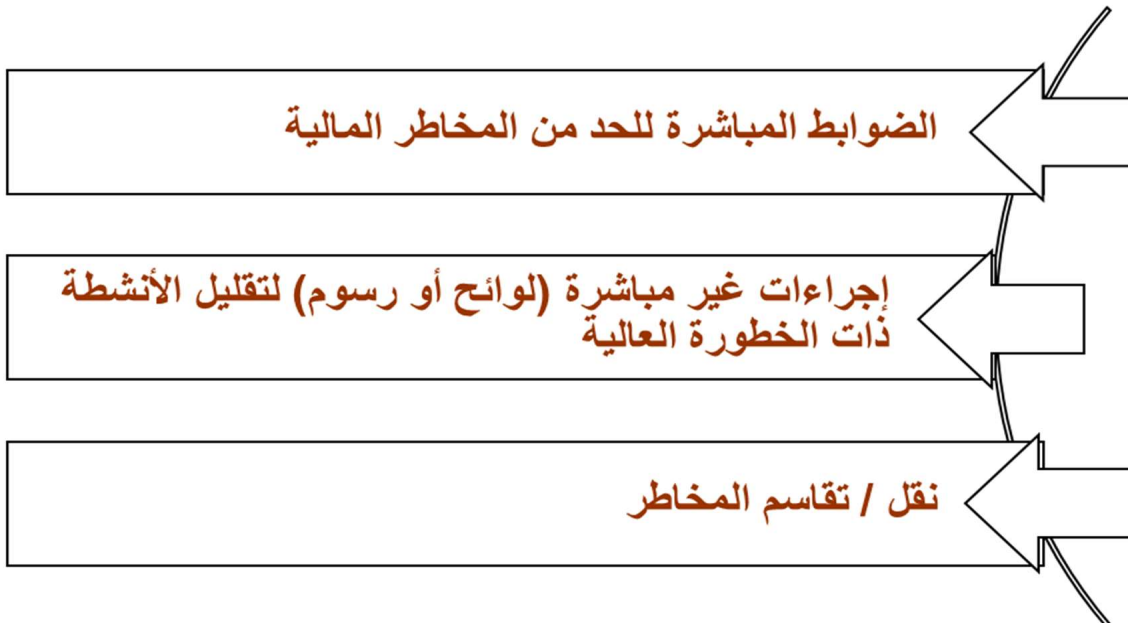 الضوابط المباشرة للحد من المخاطر المالية
إجراءات غير مباشرة (لوائح أو رسوم) لتقليل الأنشطة
ذات الخطورة العالية
نقل / تقاسم المخاطر